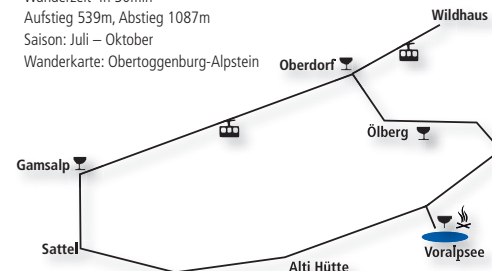 Aufstieg 539m, Abstieg 1087m
Saison: Juli – Oktober
Wanderkarte: Obertoggenburg-Alpstein
Wildhaus
Oberdorf
Ölberg
Gamsalp
Sattel
Voralpsee
Alti Hütte